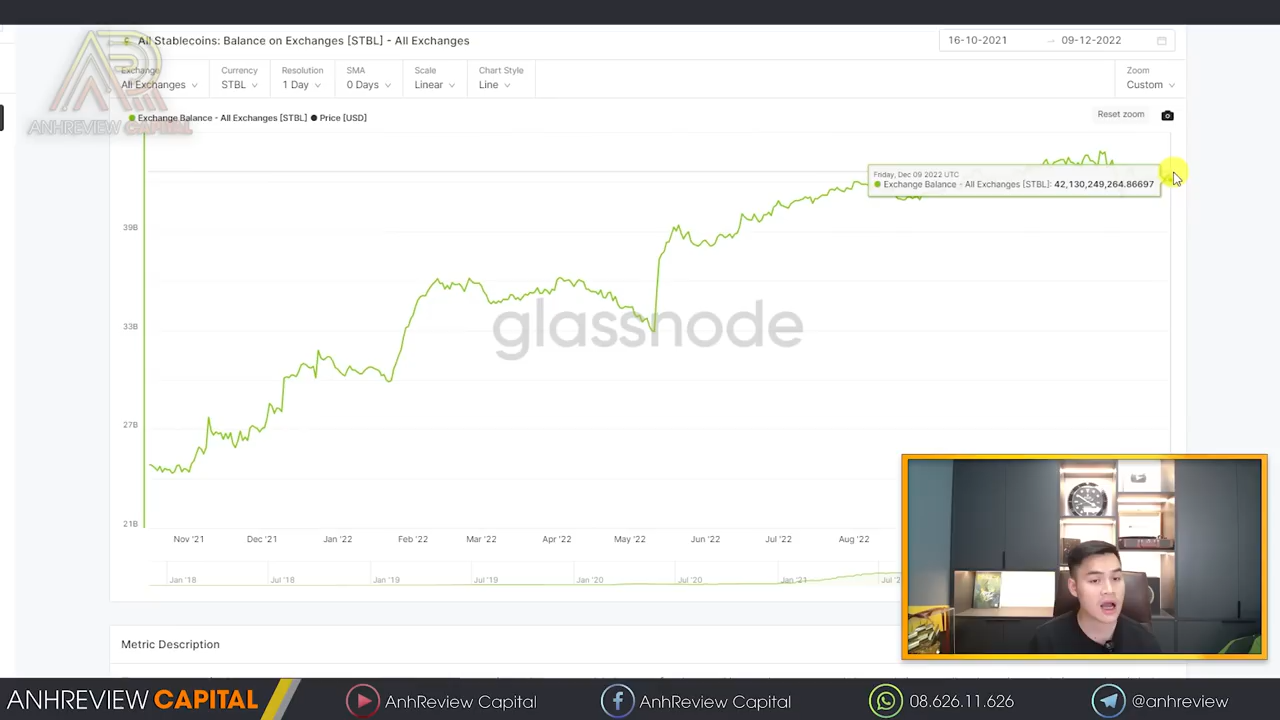 All Stablecoins: Balance on Exchanges [STBL] - All Exchanges
16-10-2021 → 09-12-2022
Exchange Currency Resolution SMA Scale Chart Style Zoom
All Exchanges STBL 1 Day 0 Days Linear Line Custom
ANHREVIEW CAPITAL
Exchange Balance - All Exchanges [STBL] Price [USD]
Reset zoom
Friday, Dec 09 2022 UTC
Exchange Balance - All Exchanges [STBL]: 42,130,249,264.86697
39B
33B
glassnode
27B
21B
Nov '21 Dec '21 Jan '22 Feb '22 Mar '22 Apr '22 May '22 Jun '22 Jul '22 Aug '22
Jan '18 Jul '18 Jan '19 Jul '19 Jan '20 Jul '20 Jan '21
Metric Description
ANHREVIEW CAPITAL AnhReview Capital AnhReview Capital 08.626.11.626 @anhreview